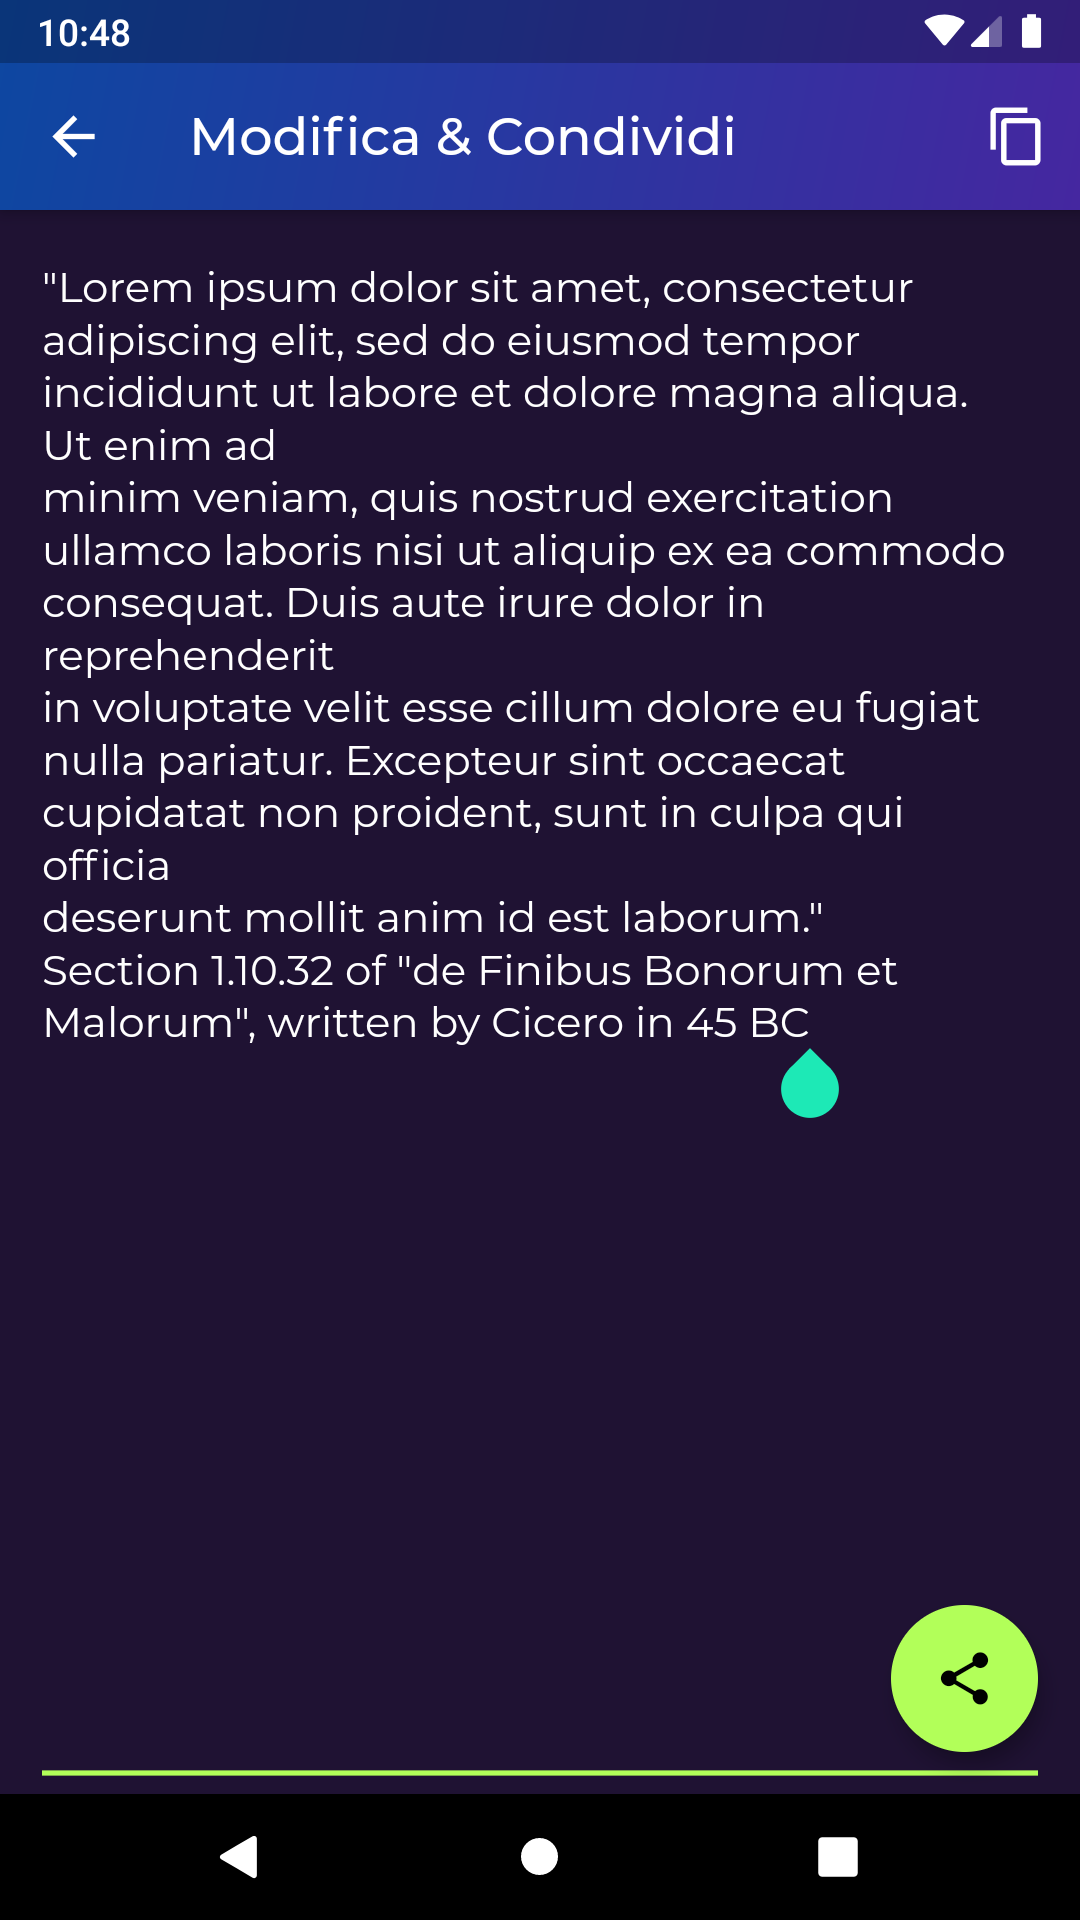 10:48
Modifica & Condividi
"Lorem ipsum dolor sit amet, consectetur
adipiscing elit, sed do eiusmod tempor
incididunt ut labore et dolore magna aliqua.
Ut enim ad
minim veniam, quis nostrud exercitation
ullamco laboris nisi ut aliquip ex ea commodo
consequat. Duis aute irure dolor in
reprehenderit
in voluptate velit esse cillum dolore eu fugiat
nulla pariatur. Excepteur sint occaecat
cupidatat non proident, sunt in culpa qui
officia
deserunt mollit anim id est laborum."
Section 1.10.32 of "de Finibus Bonorum et
Malorum", written by Cicero in 45 BC